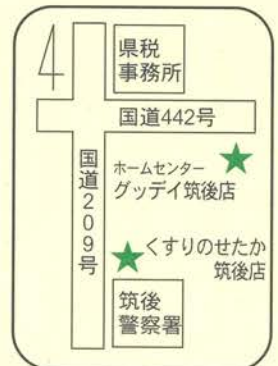 県税
事務所
国道442号
国道209号
ホームセンター
グッデイ筑後店
くすりのせたか
筑後店
筑後
警察署